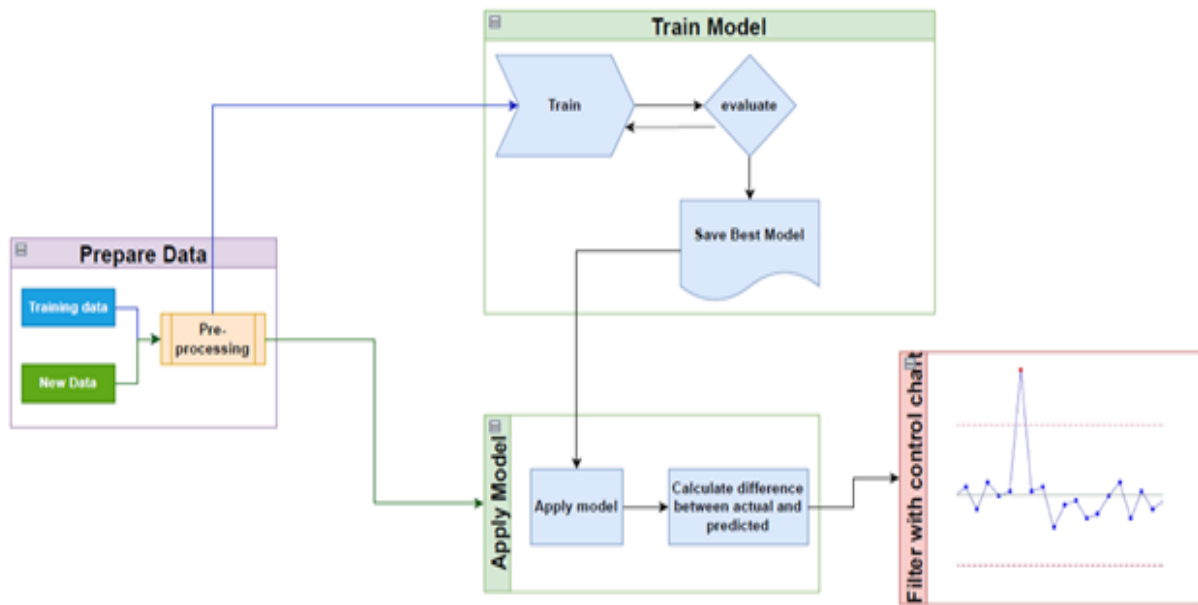 Train Model
Train
evaluate
Save Best Model
Prepare Data
Training data
Pre-
processing
New Data
Apply Model
Apply model
Calculate difference
between actual and
predicted
Filter with control chait